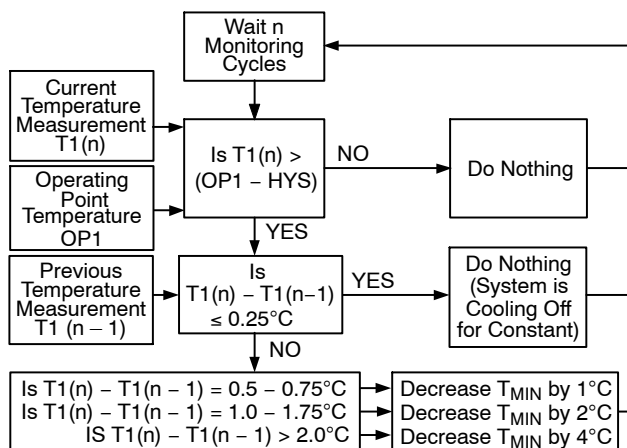 Wait n
Monitoring
Cycles
Current
Temperature
Measurement
T1(n)
Is T1(n) >
(OP1 – HYS)
NO
Do Nothing
Operating
Point
Temperature
OP1
YES
Previous
Temperature
Measurement
T1 (n – 1)
Is
T1(n) – T1(n–1)
≤ 0.25°C
YES
Do Nothing
(System is
Cooling Off
for Constant)
NO
Is T1(n) – T1(n – 1) = 0.5 – 0.75°C
Decrease TMIN by 1°C
Is T1(n) – T1(n – 1) = 1.0 – 1.75°C
Decrease TMIN by 2°C
IS T1(n) – T1(n – 1) > 2.0°C
Decrease TMIN by 4°C